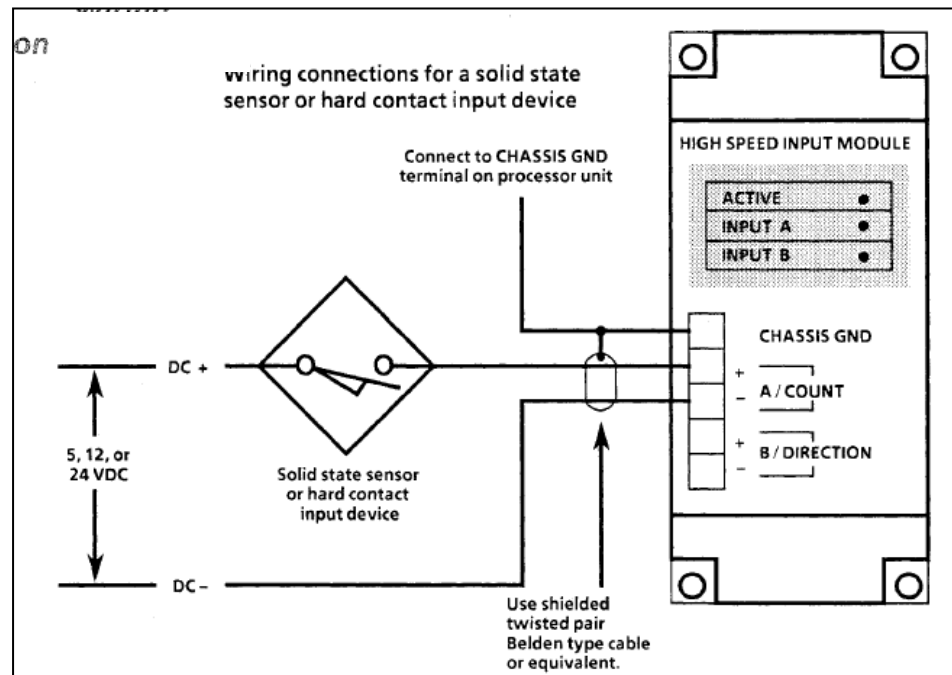 on
Wiring connections for a solid state
sensor or hard contact input device
Connect to CHASSIS GND
terminal on processor unit
HIGH SPEED INPUT MODULE
ACTIVE
INPUT A
INPUT B
CHASSIS GND
DC +
+
A / COUNT
-
5, 12, or
24 VDC
+
B / DIRECTION
-
Solid state sensor
or hard contact
input device
DC -
Use shielded
twisted pair
Belden type cable
or equivalent.